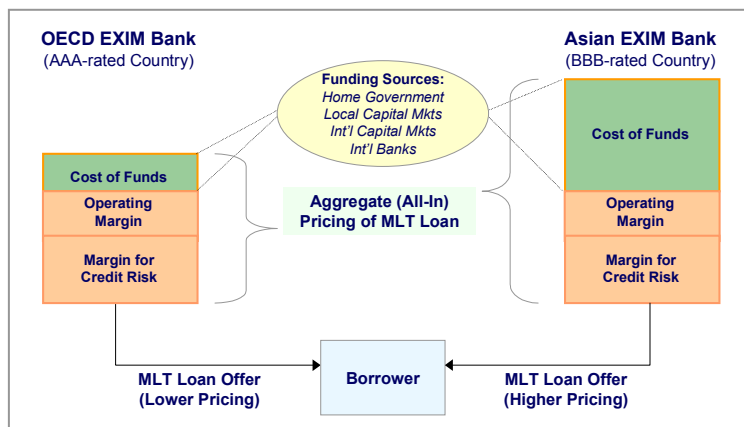 OECD EXIM Bank
(AAA-rated Country)
Asian EXIM Bank
(BBB-rated Country)
Funding Sources:
Home Government
Local Capital Mkts
Int'l Capital Mkts
Int'l Banks
Cost of Funds
Operating
Margin
Margin for
Credit Risk
Aggregate (All-In)
Pricing of MLT Loan
Cost of Funds
Operating
Margin
Margin for
Credit Risk
MLT Loan Offer
(Lower Pricing)
Borrower
MLT Loan Offer
(Higher Pricing)